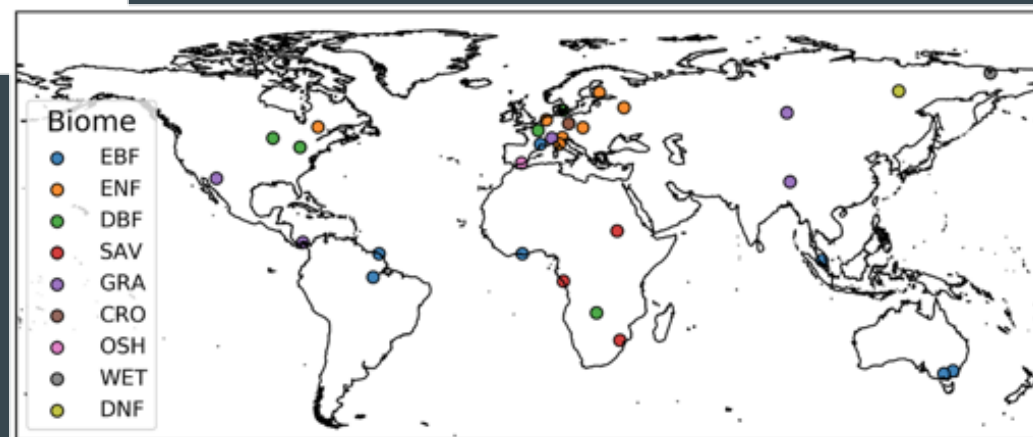 Biome
EBF
ENF
DBF
SAV
GRA
CRO
OSH
WET
DNF